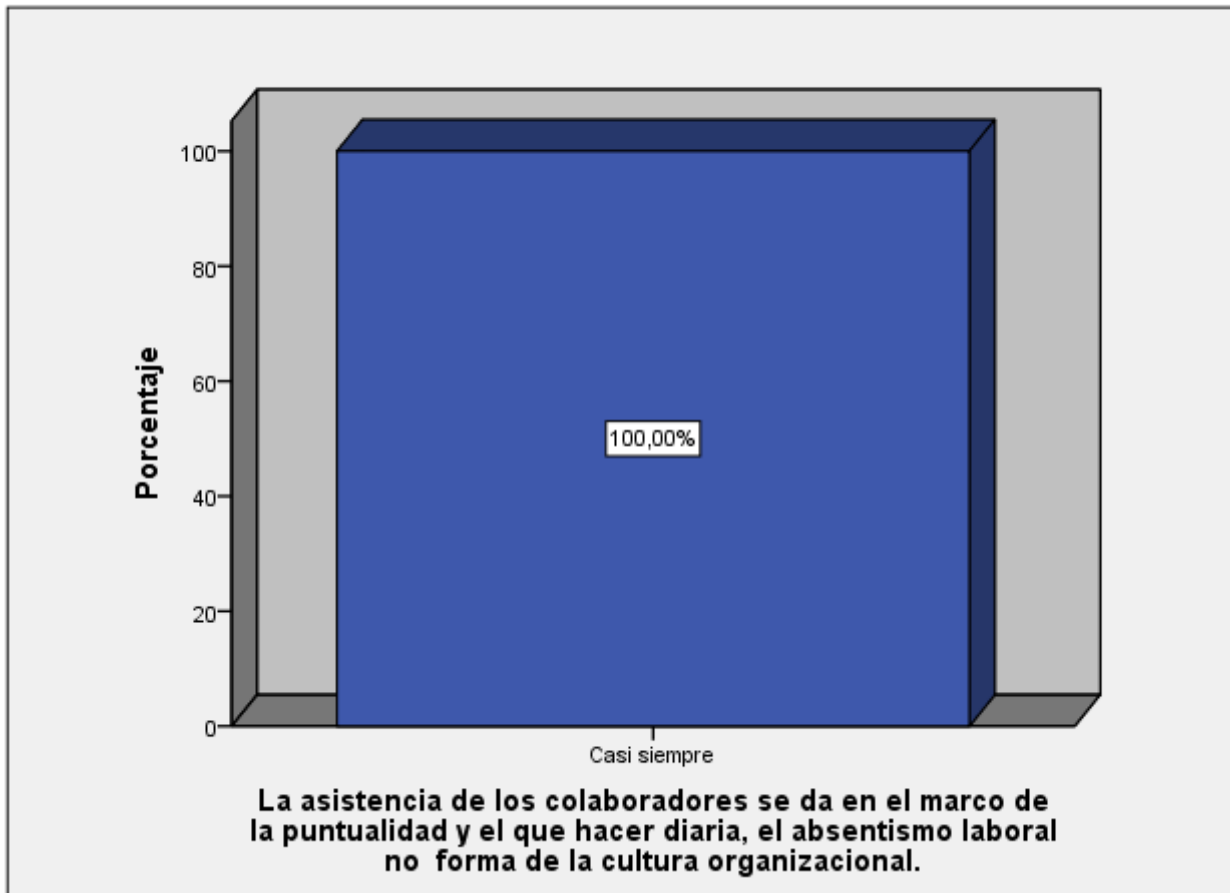 100
80
60
40
20
0
Porcentaje
100,00%
Casi siempre
La asistencia de los colaboradores se da en el marco de
la puntualidad y el que hacer diaria, el absentismo laboral
no forma de la cultura organizacional.